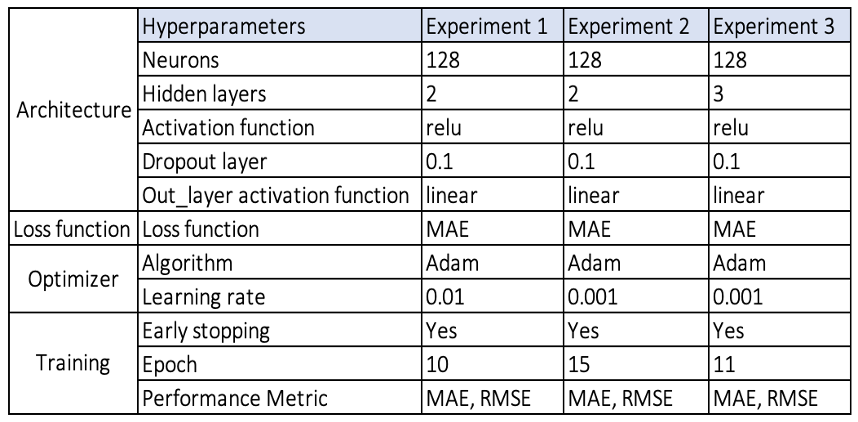 Hyperparameters Experiment 1 Experiment 2 Experiment 3
Architecture
Neurons 128 128 128
Hidden layers 2 2 3
Activation function relu relu relu
Dropout layer 0.1 0.1 0.1
Out_layer activation function linear linear linear
Loss function Loss function MAE MAE MAE
Optimizer
Algorithm Adam Adam Adam
Learning rate 0.01 0.001 0.001
Training
Early stopping Yes Yes Yes
Epoch 10 15 11
Performance Metric MAE, RMSE MAE, RMSE MAE, RMSE